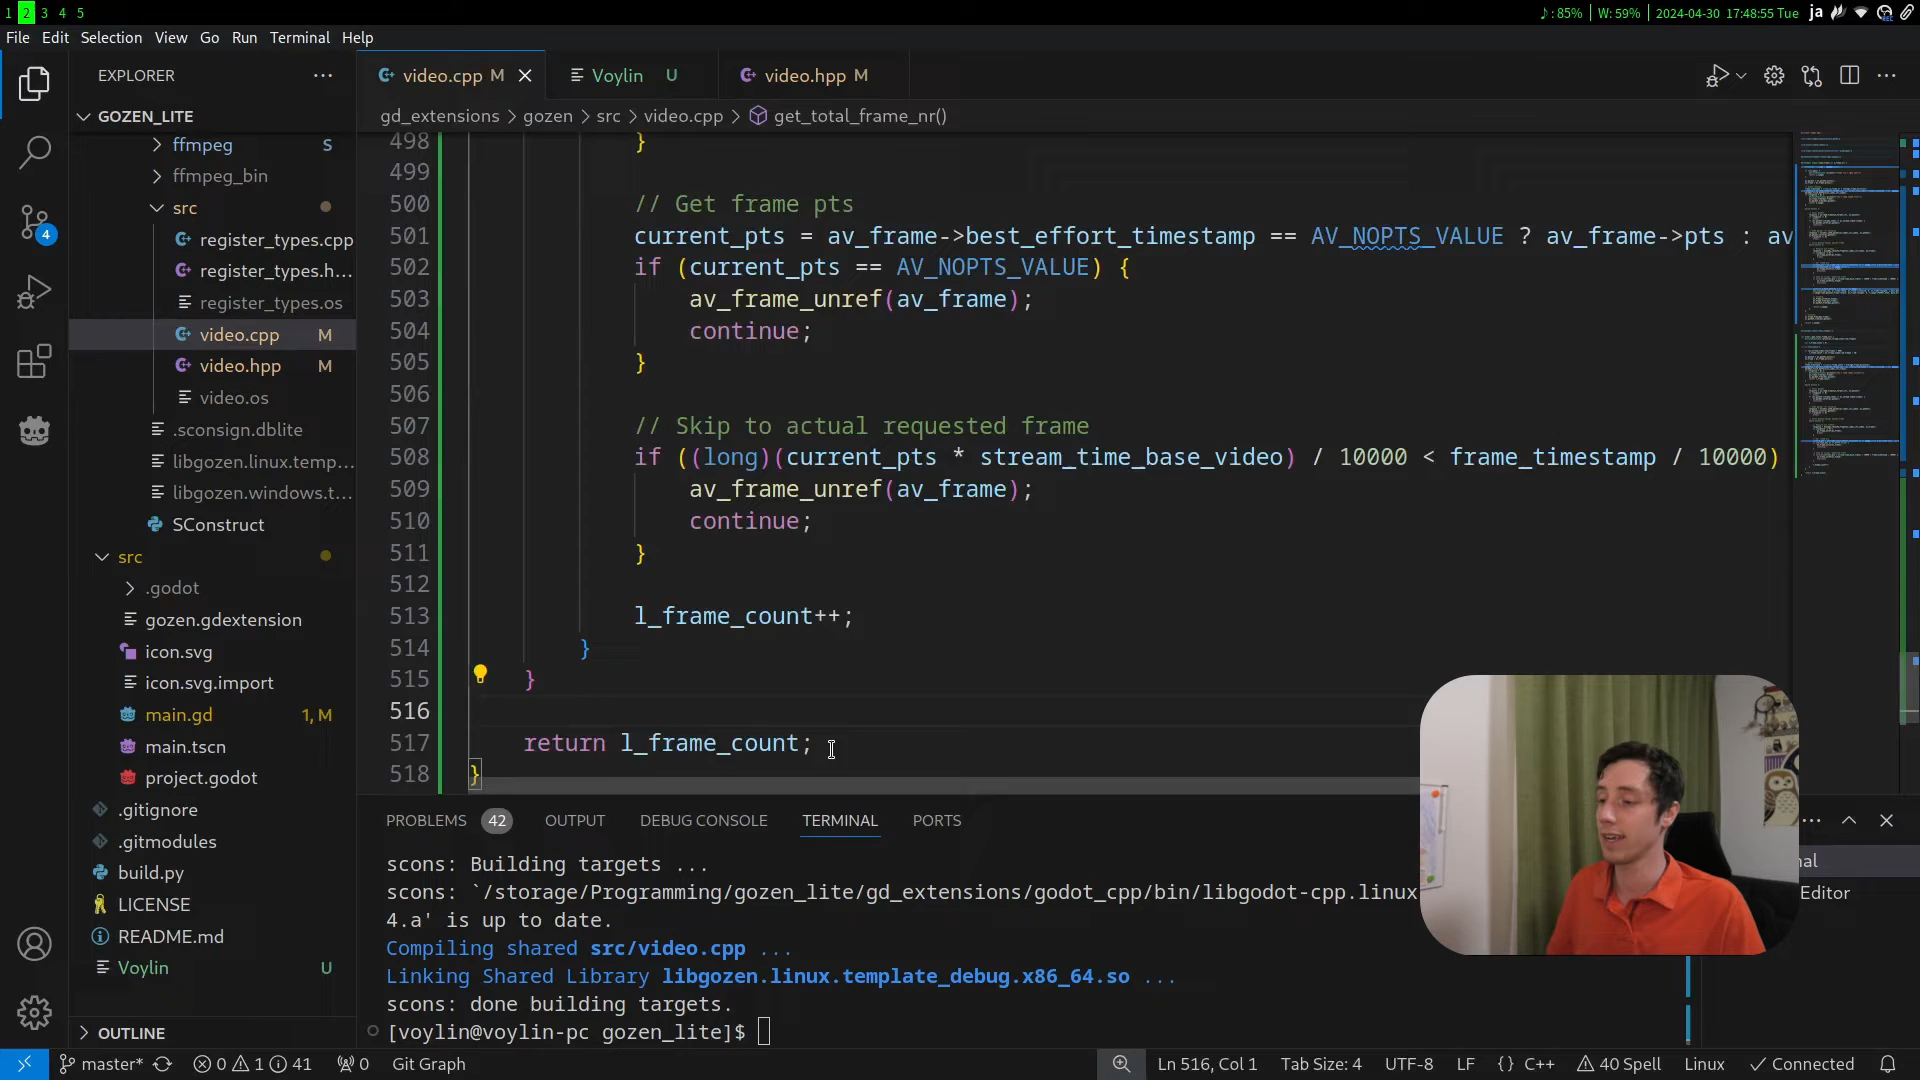 1 2 3 4 5
♪: 85% | W: 59% | 2024-04-30 17:48:55 Tue ja
File Edit Selection View Go Run Terminal Help
EXPLORER
GOZEN_LITE
ffmpeg S
ffmpeg_bin
src
register_types.cpp
register_types.h...
register_types.os
video.cpp M
video.hpp M
video.os
.sconsign.dblite
libgozen.linux.temp...
libgozen.windows.t...
SConstruct
src
.godot
gozen.gdextension
icon.svg
icon.svg.import
main.gd 1, M
main.tscn
project.godot
.gitignore
.gitmodules
build.py
LICENSE
README.md
Voylin U
OUTLINE
4
video.cpp M
Voylin U
video.hpp M
gd_extensions > gozen > src > video.cpp > get_total_frame_nr()
498 }
499
500 // Get frame pts
501 current_pts = av_frame->best_effort_timestamp == AV_NOPTS_VALUE ? av_frame->pts : av
502 if (current_pts == AV_NOPTS_VALUE) {
503 av_frame_unref(av_frame);
504 continue;
505 }
506
507 // Skip to actual requested frame
508 if ((long)(current_pts * stream_time_base_video) / 10000 < frame_timestamp / 10000)
509 av_frame_unref(av_frame);
510 continue;
511 }
512
513 l_frame_count++;
514 }
515 }
516
517 return l_frame_count;
518 }
PROBLEMS 42 OUTPUT DEBUG CONSOLE TERMINAL PORTS
scons: Building targets ...
scons: `/storage/Programming/gozen_lite/gd_extensions/godot_cpp/bin/libgodot-cpp.linux
4.a' is up to date.
Compiling shared src/video.cpp ...
Linking Shared Library libgozen.linux.template_debug.x86_64.so ...
scons: done building targets.
[voylin@voylin-pc gozen_lite]$
nal
Editor
master* 0 1 41 0 Git Graph
Ln 516, Col 1 Tab Size: 4 UTF-8 LF {} C++ 40 Spell Linux Connected